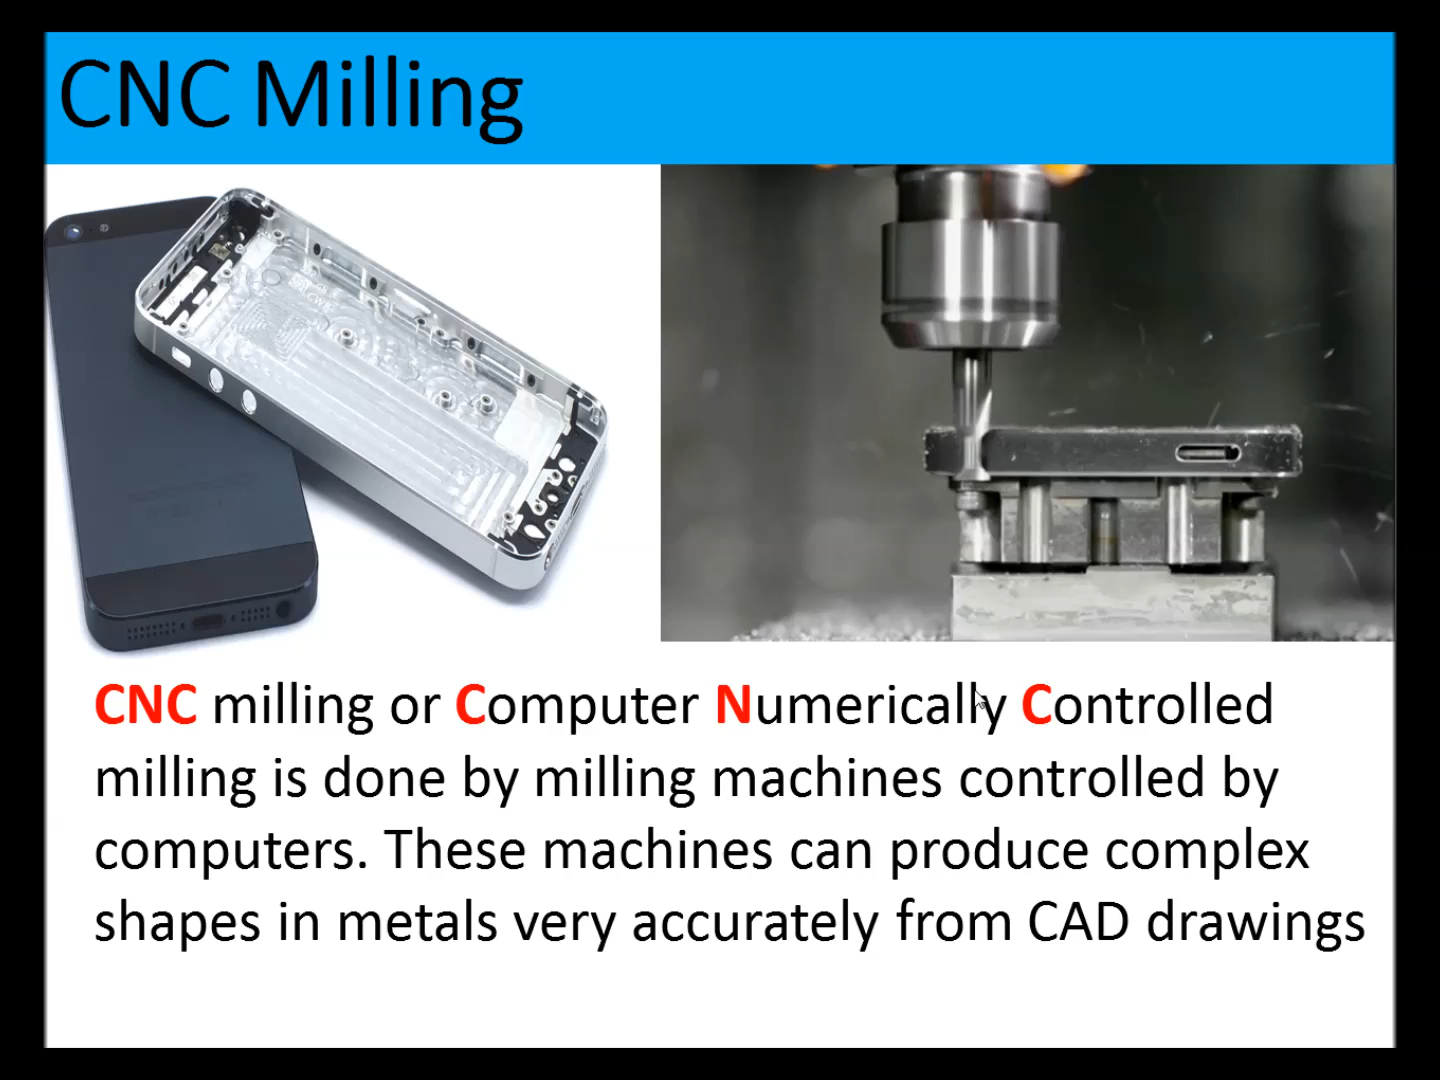 CNC Milling
CNC milling or Computer Numerically Controlled
milling is done by milling machines controlled by
computers. These machines can produce complex
shapes in metals very accurately from CAD drawings